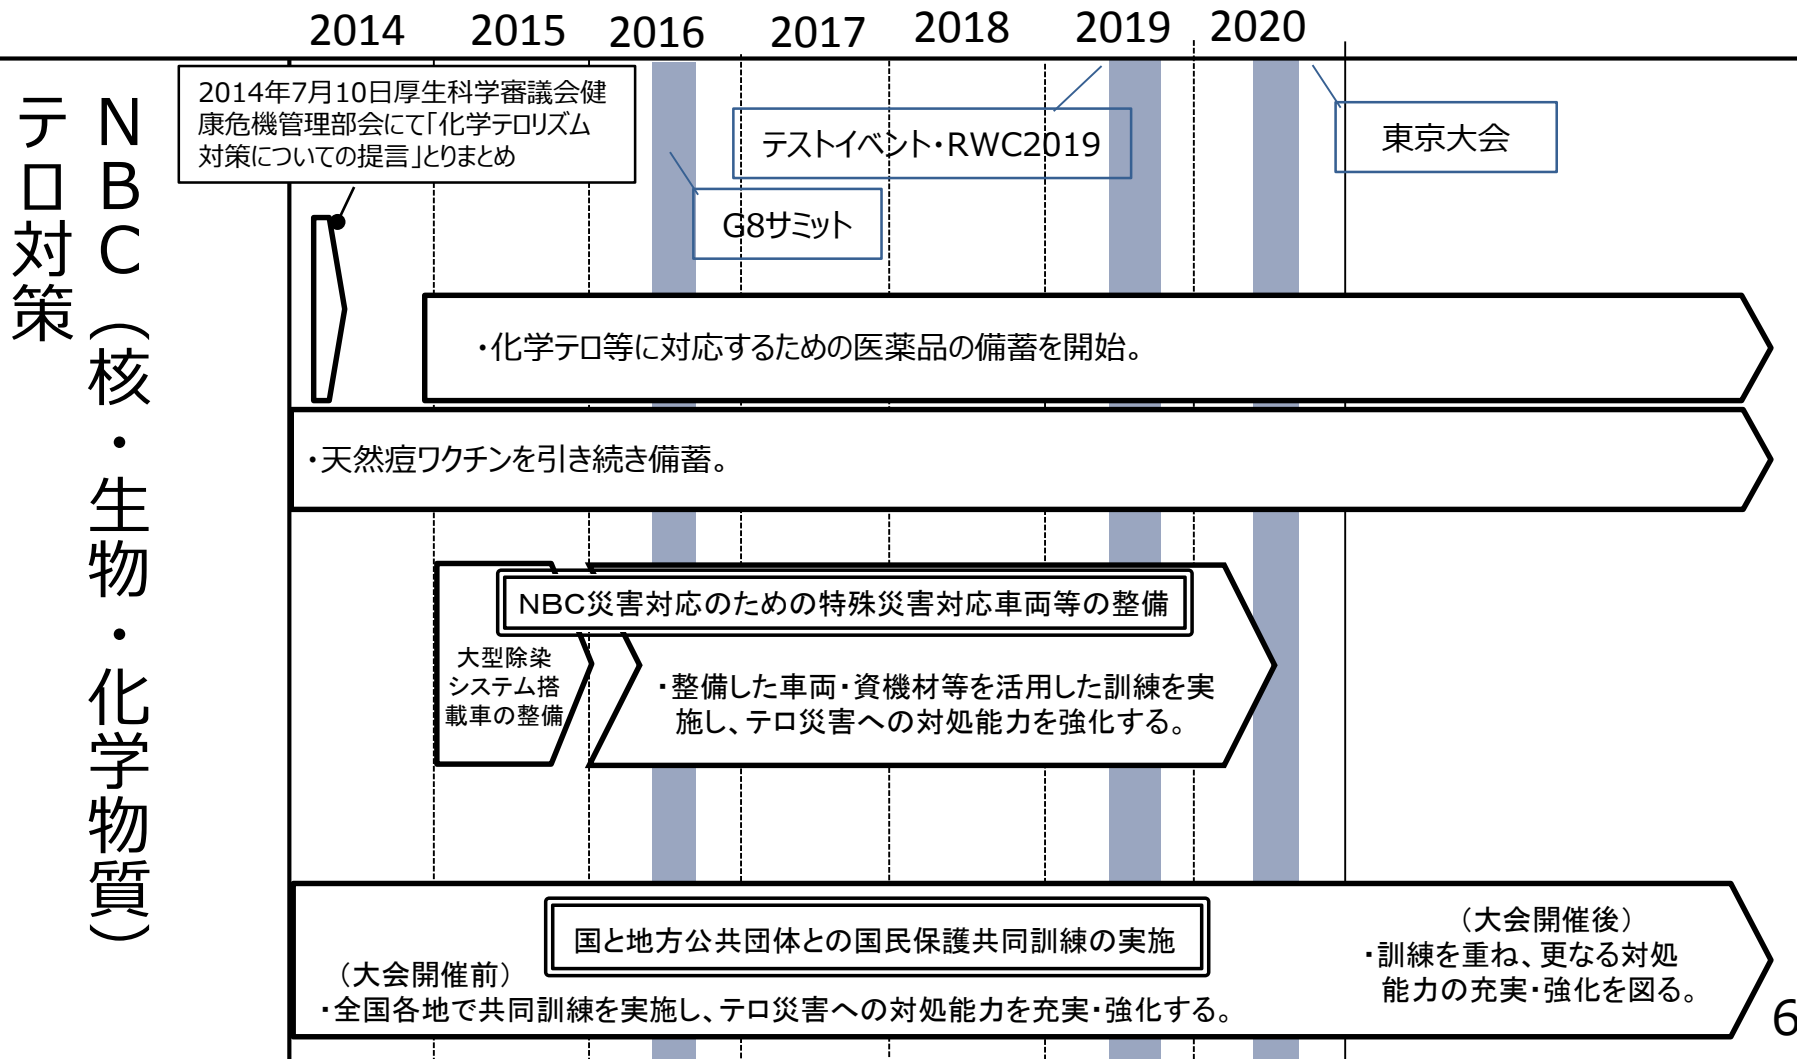 2014 2015 2016 2017 2018 2019 2020
NBC(核・生物・化学物質)
テロ対策
2014年7月10日厚生科学審議会健
康危機管理部会にて「化学テロリズム
対策についての提言」とりまとめ
テストイベント・RWC2019
東京大会
G8サミット
・化学テロ等に対応するための医薬品の備蓄を開始。
・天然痘ワクチンを引き続き備蓄。
NBC災害対応のための特殊災害対応車両等の整備
大型除染
システム搭
載車の整備
・整備した車両・資機材等を活用した訓練を実
施し、テロ災害への対処能力を強化する。
国と地方公共団体との国民保護共同訓練の実施
(大会開催前)
・全国各地で共同訓練を実施し、テロ災害への対処能力を充実・強化する。
(大会開催後)
・訓練を重ね、更なる対処
能力の充実・強化を図る。
6